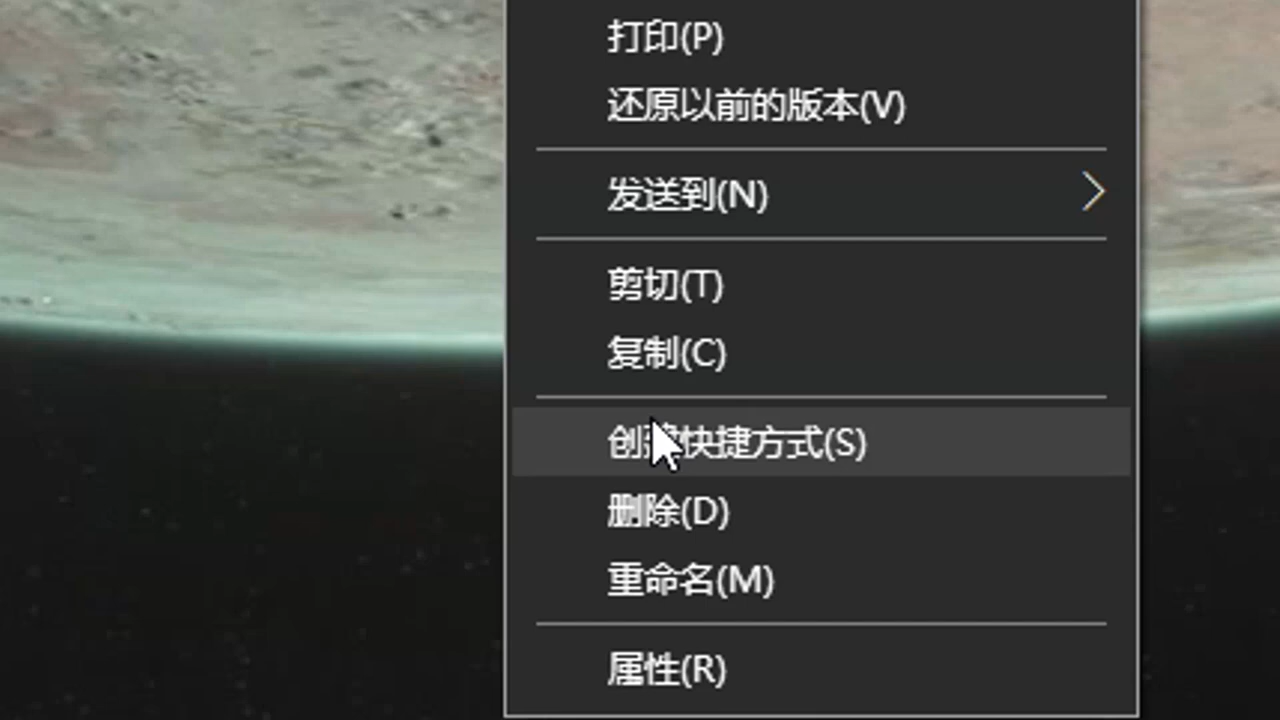 打印(P)
还原以前的版本(V)
发送到(N)
剪切(T)
复制(C)
创建快捷方式(S)
删除(D)
重命名(M)
属性(R)